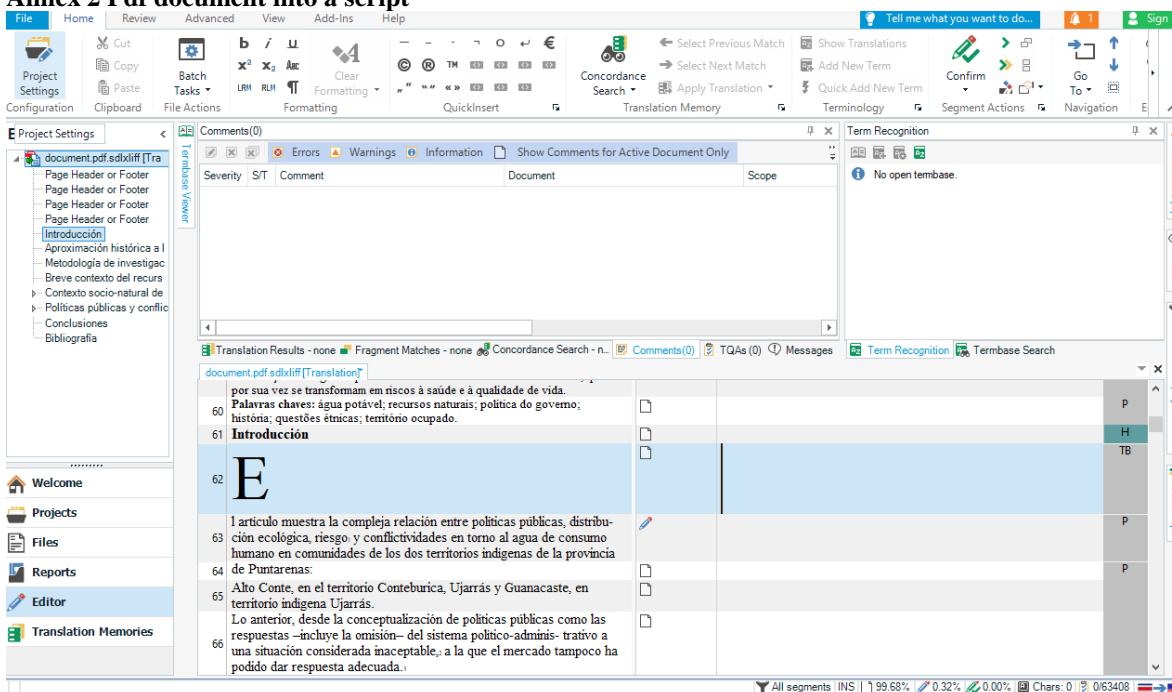 Annex 2 Pdf document into a script
File Home Review Advanced View Add-Ins Help Tell me what you want to do... 1 Sign
Cut
Copy
Paste
Project
Settings
Batch
Tasks
b i u
x² x₂ ABC
LRM RLM ¶
Clear
Formatting
© ® TM €
Concordance
Search
Select Previous Match
Select Next Match
Apply Translation
Show Translations
Add New Term
Quick Add New Term
Confirm
Go
To
Configuration Clipboard File Actions Formatting QuickInsert Translation Memory Terminology Segment Actions Navigation
Project Settings
document.pdf.sdlxliff [Tra
Page Header or Footer
Page Header or Footer
Page Header or Footer
Page Header or Footer
Introducción
Aproximación histórica a l
Metodología de investigac
Breve contexto del recurs
Contexto socio-natural de
Políticas públicas y conflic
Conclusiones
Bibliografía
Termbase Viewer
Comments(0)
Errors Warnings Information Show Comments for Active Document Only
Severity S/T Comment Document Scope
Term Recognition
No open termbase.
Translation Results - none Fragment Matches - none Concordance Search - n... Comments(0) TQAs (0) Messages
Term Recognition Termbase Search
document.pdf.sdlxliff [Translation]*
por sua vez se transformam em riscos à saúde e à qualidade de vida.
60 Palavras chaves: água potável; recursos naturais; política do governo; P
história; questões étnicas; território ocupado.
61 Introducción H
62 E TB
63 l artículo muestra la compleja relación entre políticas públicas, distribu- P
ción ecológica, riesgo₁ y conflictividades en torno al agua de consumo
humano en comunidades de los dos territorios indígenas de la provincia
64 de Puntarenas: P
65 Alto Conte, en el territorio Conteburica, Ujarrás y Guanacaste, en
territorio indígena Ujarrás.
66 Lo anterior, desde la conceptualización de políticas públicas como las
respuestas –incluye la omisión– del sistema político-adminis- trativo a
una situación considerada inaceptable,₂ a la que el mercado tampoco ha
podido dar respuesta adecuada.₃
Welcome
Projects
Files
Reports
Editor
Translation Memories
All segments INS 99.68% 0.32% 0.00% Chars: 0 0/63408